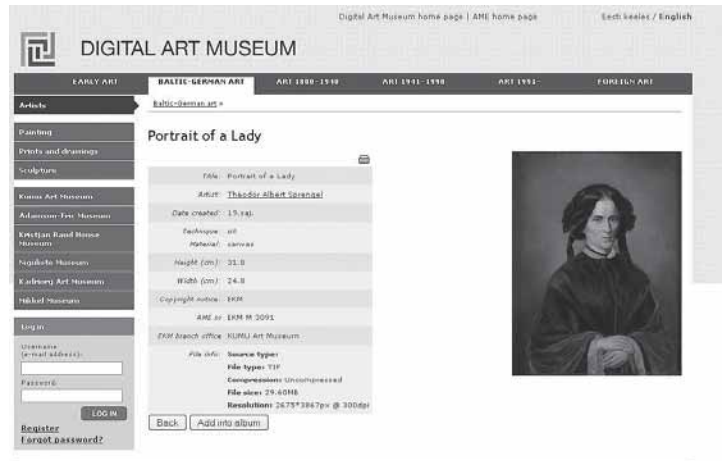 Digital Art Museum home page | AME home page
Eesti keeles / English
DIGITAL ART MUSEUM
EARLY ART BALTIC-GERMAN ART ART 1800-1940 ART 1941-1990 ART 1991- FOREIGN ART
Artists
Painting
Prints and drawings
Sculpture
Kumu Art Museum
Adamson-Eric Museum
Kristjan Raud House
Museum
Niguliste Museum
Kadriorg Art Museum
Mikkel Museum
Log in
Username
(e-mail address):
Password:
LOG IN
Register
Forgot password?
Baltic-German art »
Portrait of a Lady
Title: Portrait of a Lady
Artist: Theodor Albert Sprengel
Date created: 19.saj.
Technique: oil
Material: canvas
Height (cm): 31.8
Width (cm): 24.8
Copyright notice: EKM
AME nr EKM M 2091
EKM branch office KUMU Art Museum
File info: Source type:
File type: TIF
Compression: Uncompressed
File size: 29.60MB
Resolution: 2675*3867px @ 300dpi
Back Add into album